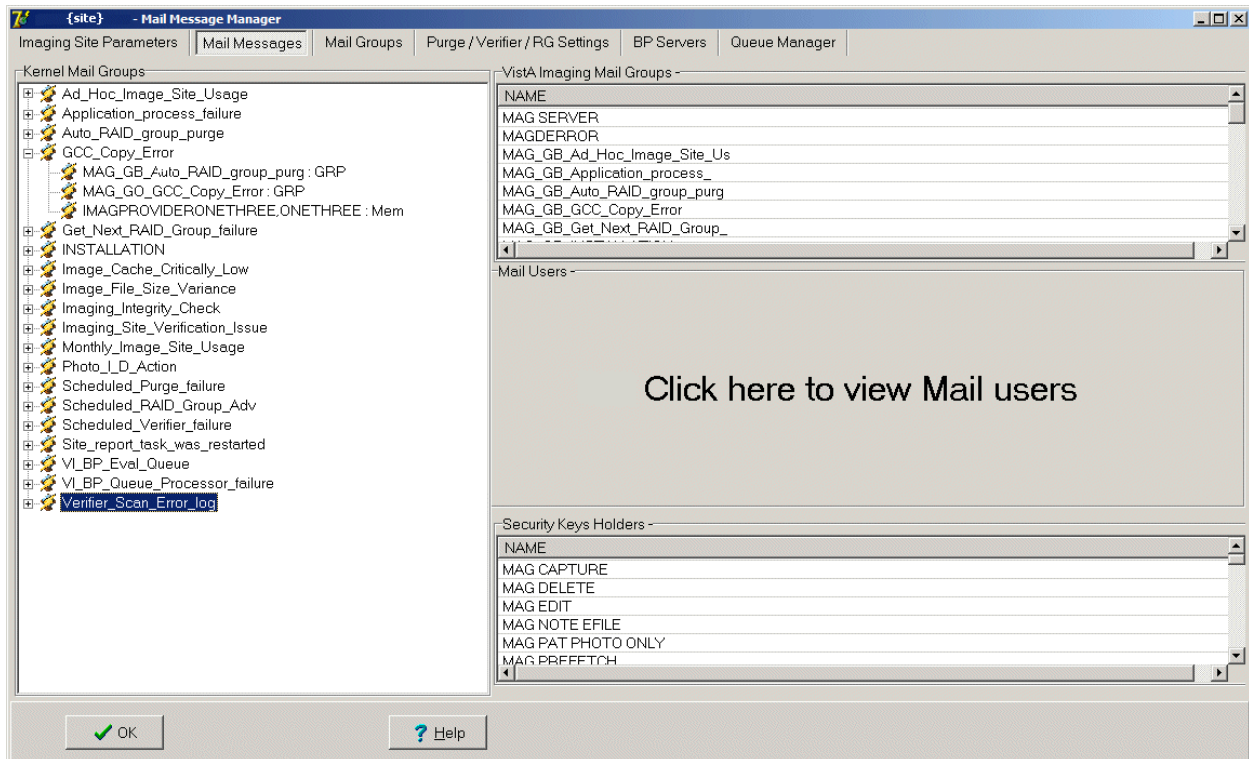 {site} - Mail Message Manager
Imaging Site Parameters Mail Messages Mail Groups Purge / Verifier / RG Settings BP Servers Queue Manager
Kernel Mail Groups
Ad_Hoc_Image_Site_Usage
Application_process_failure
Auto_RAID_group_purge
GCC_Copy_Error
MAG_GB_Auto_RAID_group_purg : GRP
MAG_GO_GCC_Copy_Error : GRP
IMAGPROVIDERONETHREE,ONETHREE : Mem
Get_Next_RAID_Group_failure
INSTALLATION
Image_Cache_Critically_Low
Image_File_Size_Variance
Imaging_Integrity_Check
Imaging_Site_Verification_Issue
Monthly_Image_Site_Usage
Photo_I_D_Action
Scheduled_Purge_failure
Scheduled_RAID_Group_Adv
Scheduled_Verifier_failure
Site_report_task_was_restarted
VI_BP_Eval_Queue
VI_BP_Queue_Processor_failure
Verifier_Scan_Error_log
VistA Imaging Mail Groups -
NAME
MAG SERVER
MAGDERROR
MAG_GB_Ad_Hoc_Image_Site_Us
MAG_GB_Application_process_
MAG_GB_Auto_RAID_group_purg
MAG_GB_GCC_Copy_Error
MAG_GB_Get_Next_RAID_Group_
Mail Users -
Click here to view Mail users
Security Keys Holders -
NAME
MAG CAPTURE
MAG DELETE
MAG EDIT
MAG NOTE EFILE
MAG PAT PHOTO ONLY
MAG PREFETCH
OK
? Help